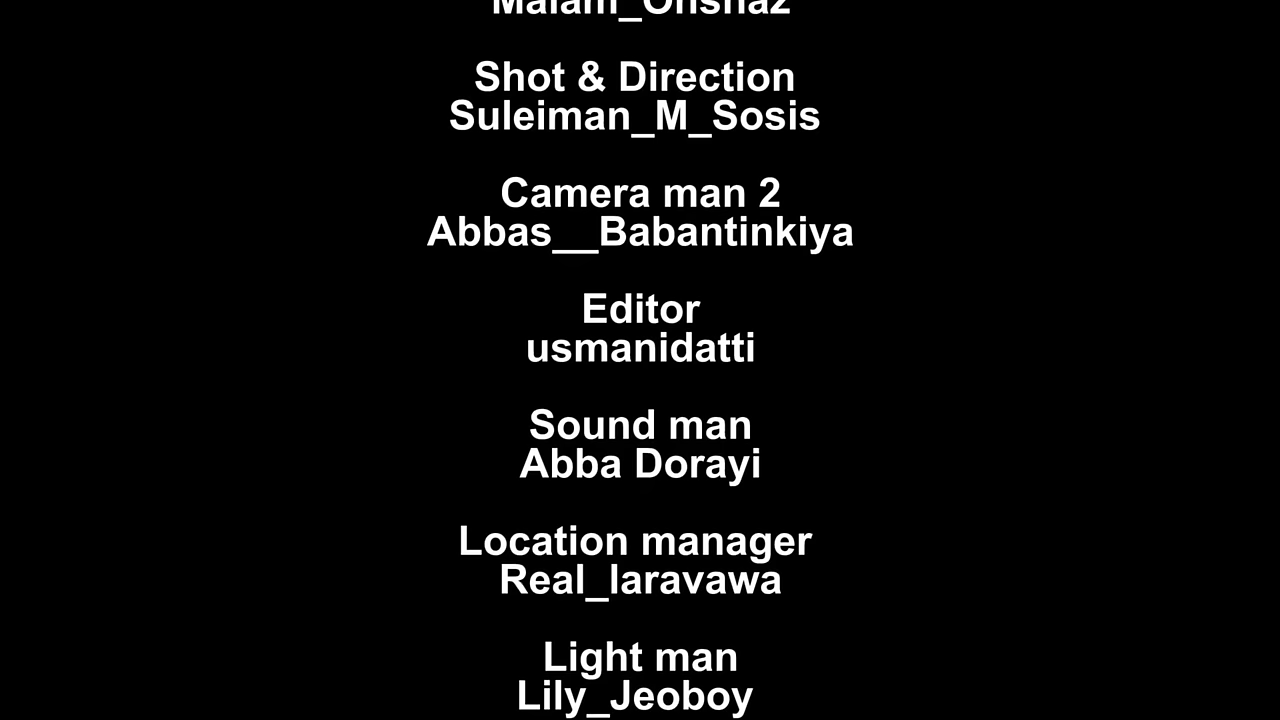 Shot & Direction
Suleiman_M_Sosis
Camera man 2
Abbas__Babantinkiya
Editor
usmanidatti
Sound man
Abba Dorayi
Location manager
Real_laravawa
Light man
Lily_Jeoboy